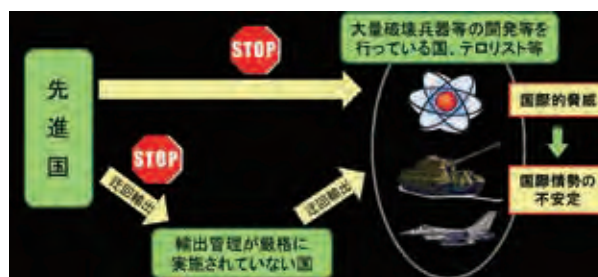 STOP
大量破壊兵器等の開発等を
行っている国、テロリスト等
先
進
国
国際的脅威
STOP
国際情勢の
不安定
迂回輸出
迂回輸出
輸出管理が厳格に
実施されていない国